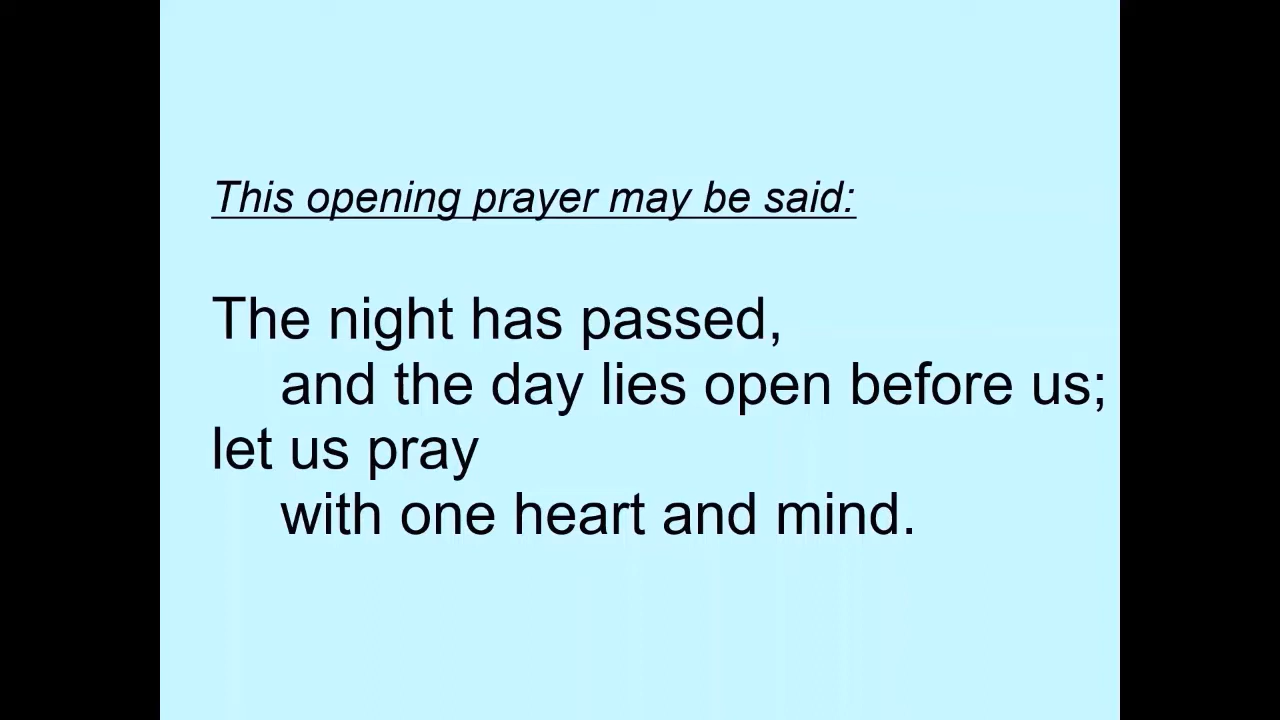 This opening prayer may be said:
The night has passed,
and the day lies open before us;
let us pray
with one heart and mind.